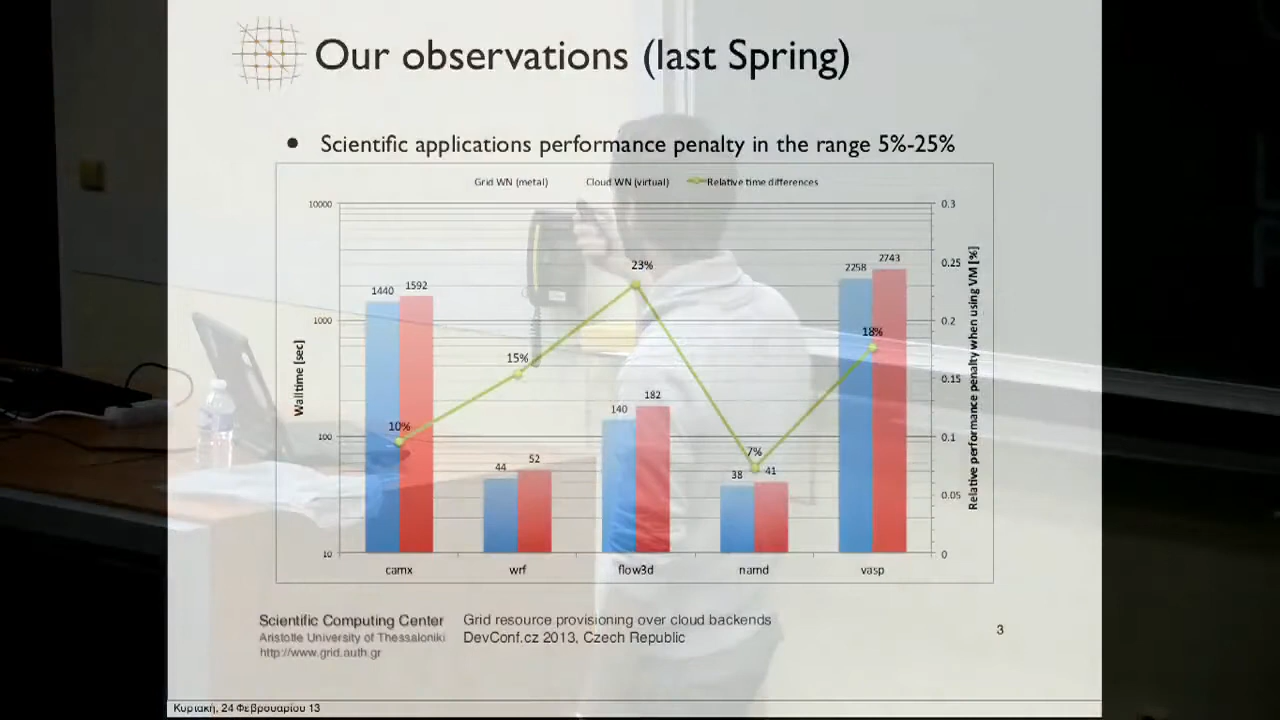 Our observations (last Spring)
● Scientific applications performance penalty in the range 5%-25%
Grid WN (metal) Cloud WN (virtual) Relative time differences
10000
1000
100
10
Walltime [sec]
0.3
0.25
0.2
0.15
0.1
0.05
0
Relative performance penalty when using VM [%]
1440 1592
44 52
140 182
38 41
2258 2743
10%
15%
23%
7%
18%
camx wrf flow3d namd vasp
Scientific Computing Center
Aristotle University of Thessaloniki
http://www.grid.auth.gr
Grid resource provisioning over cloud backends
DevConf.cz 2013, Czech Republic
3
Κυριακή, 24 Φεβρουαρίου 13